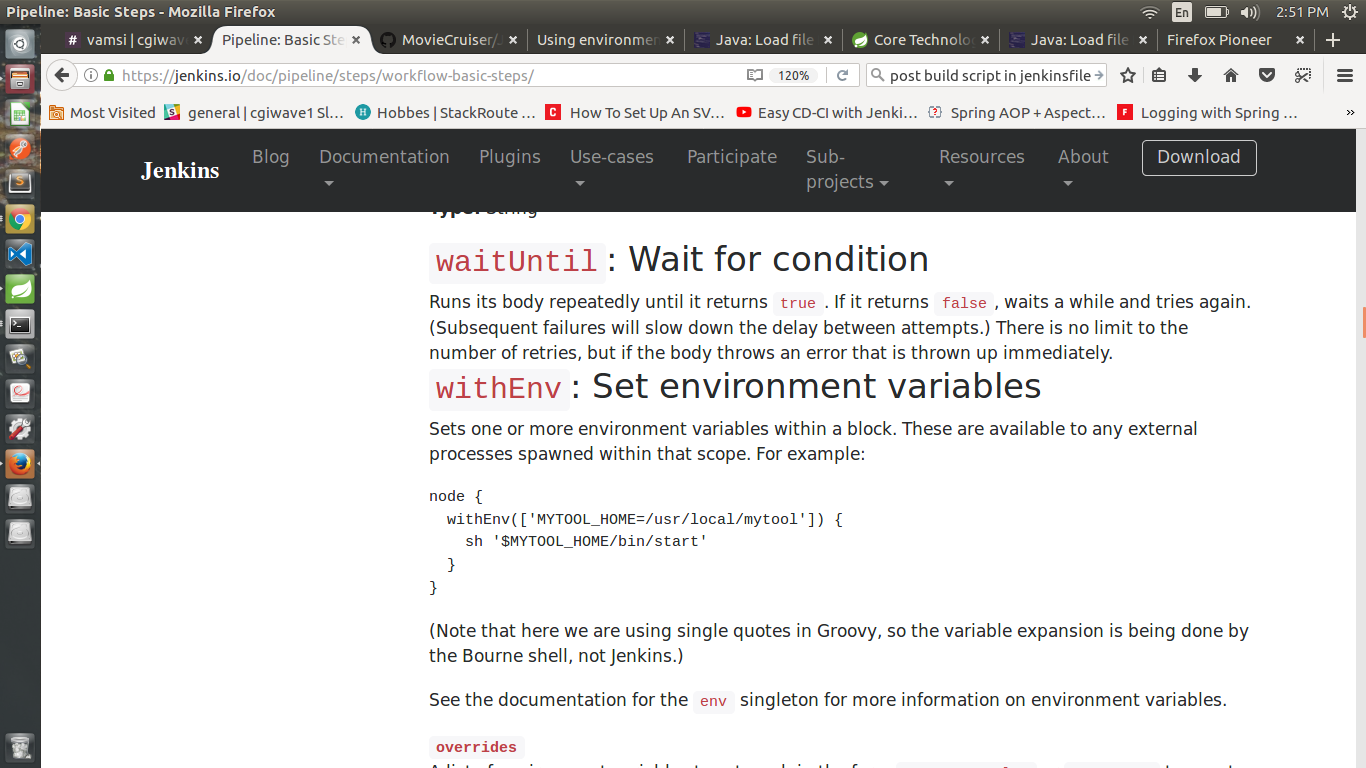 Pipeline: Basic Steps - Mozilla Firefox
En
2:51 PM
# vamsi | cgiwav × Pipeline: Basic Ste × MovieCruiser/ × Using environme × Java: Load file × Core Technolo × Java: Load file × Firefox Pioneer × +
https://jenkins.io/doc/pipeline/steps/workflow-basic-steps/ 120% post build script in jenkinsfile
Most Visited general | cgiwave1 Sl... Hobbes | StackRoute ... How To Set Up An SV... Easy CD-CI with Jenki... Spring AOP + Aspect... Logging with Spring ... »
Jenkins Blog Documentation Plugins Use-cases Participate Sub-projects Resources About Download
Type: String
waitUntil: Wait for condition
Runs its body repeatedly until it returns true . If it returns false , waits a while and tries again.
(Subsequent failures will slow down the delay between attempts.) There is no limit to the
number of retries, but if the body throws an error that is thrown up immediately.
withEnv: Set environment variables
Sets one or more environment variables within a block. These are available to any external
processes spawned within that scope. For example:
node {
withEnv(['MYTOOL_HOME=/usr/local/mytool']) {
sh '$MYTOOL_HOME/bin/start'
}
}
(Note that here we are using single quotes in Groovy, so the variable expansion is being done by
the Bourne shell, not Jenkins.)
See the documentation for the env singleton for more information on environment variables.
overrides